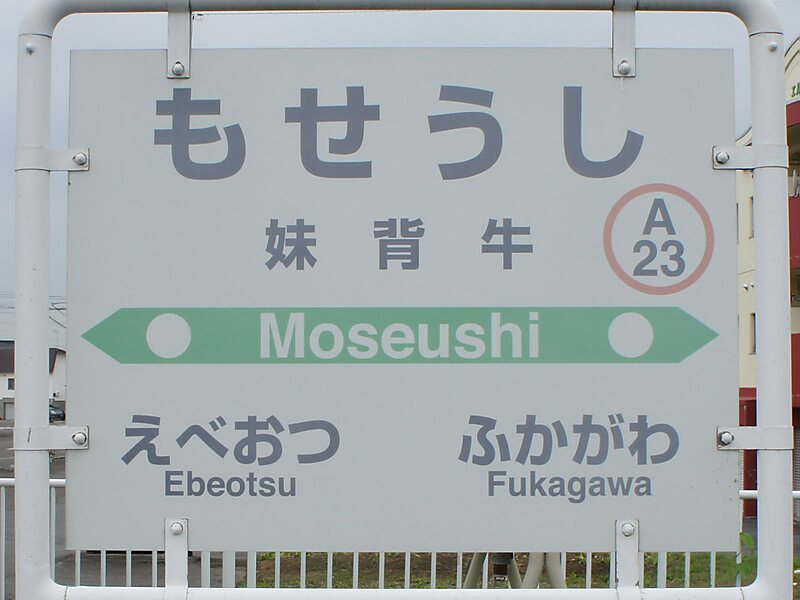 もせうし
妹背牛
A
23
Moseushi
えべおつ ふかがわ
Ebeotsu Fukagawa